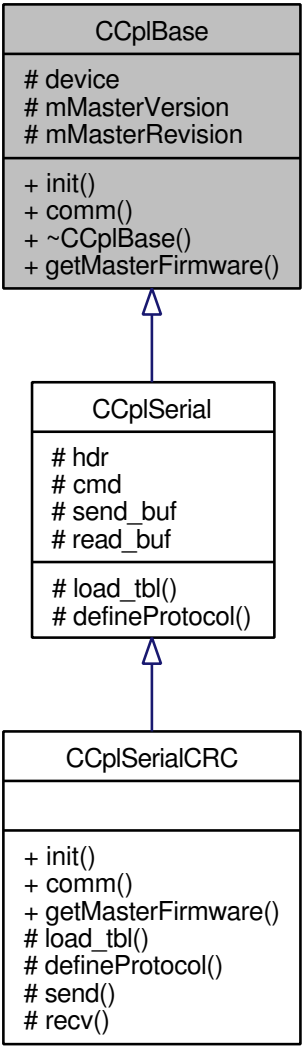 CCplBase
# device
# mMasterVersion
# mMasterRevision
+ init()
+ comm()
+ ~CCplBase()
+ getMasterFirmware()
CCplSerial
# hdr
# cmd
# send_buf
# read_buf
# load_tbl()
# defineProtocol()
CCplSerialCRC
+ init()
+ comm()
+ getMasterFirmware()
# load_tbl()
# defineProtocol()
# send()
# recv()